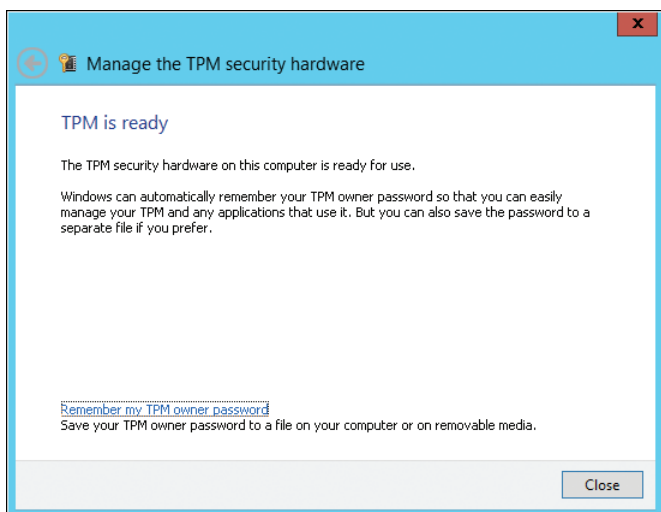 x
Manage the TPM security hardware
TPM is ready
The TPM security hardware on this computer is ready for use.
Windows can automatically remember your TPM owner password so that you can easily
manage your TPM and any applications that use it. But you can also save the password to a
separate file if you prefer.
Remember my TPM owner password
Save your TPM owner password to a file on your computer or on removable media.
Close